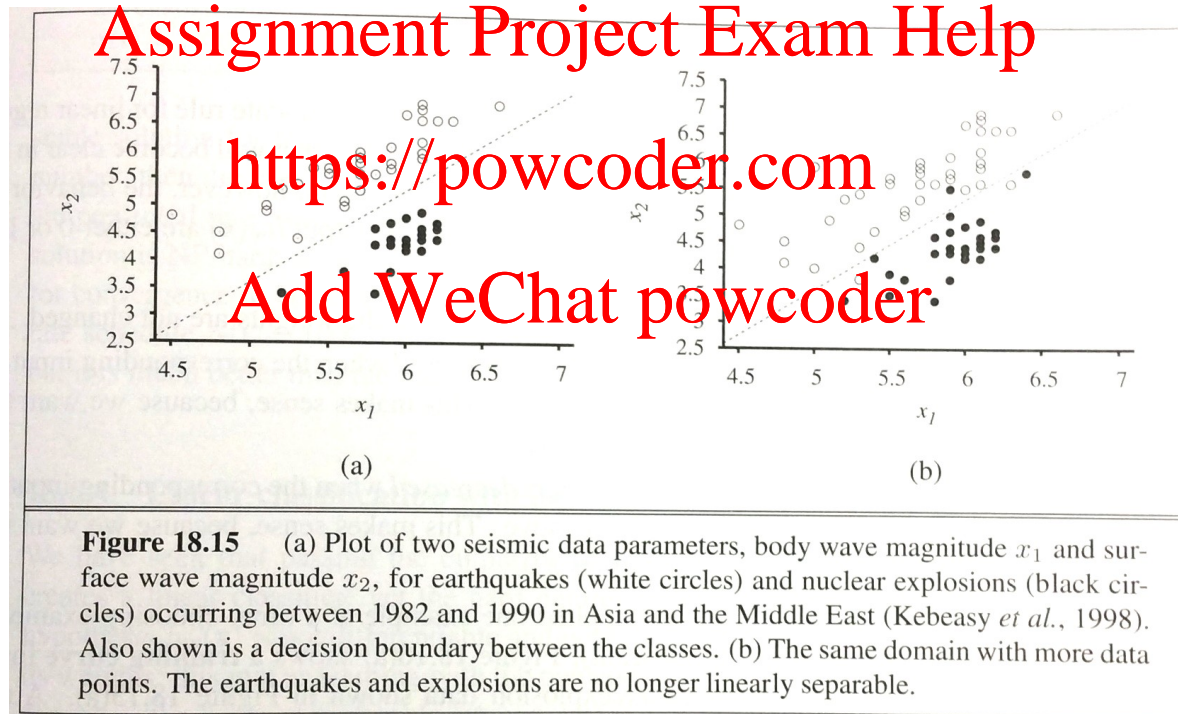 Assignment Project Exam Help
7.5
7
6.5
6
5.5
5
4.5
4
3.5
3
2.5
x2
4.5 5 5.5 6 6.5 7
x1
(a)
7.5
7
6.5
6
5.5
5
4.5
4
3.5
3
2.5
x2
4.5 5 5.5 6 6.5 7
x1
(b)
https://powcoder.com
Add WeChat powcoder
Figure 18.15 (a) Plot of two seismic data parameters, body wave magnitude x1 and sur-
face wave magnitude x2, for earthquakes (white circles) and nuclear explosions (black cir-
cles) occurring between 1982 and 1990 in Asia and the Middle East (Kebeasy et al., 1998).
Also shown is a decision boundary between the classes. (b) The same domain with more data
points. The earthquakes and explosions are no longer linearly separable.